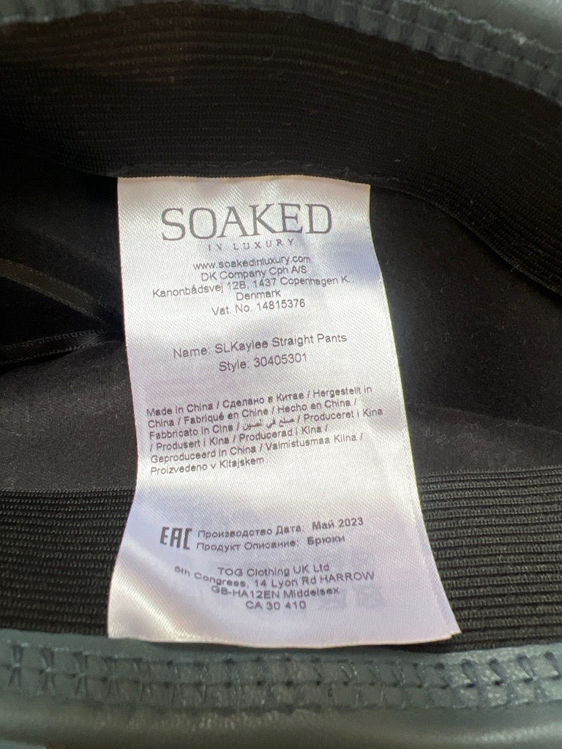 SOAKED
IN LUXURY
www.soakedinluxury.com
DK Company Cph A/S
Kanonbådsvej 12B, 1437 Copenhagen K.,
Denmark
Vat. No. 14815376
Name: SLKaylee Straight Pants
Style: 30405301
Made in China / Сделано в Китае / Hergestellt in
China / Fabriqué en Chine / Hecho en China /
Fabbricato in Cina / صنع في الصين / Produceret i Kina
/ Produsert i Kina / Producerad i Kina /
Geproduceerd in China / Valmistusmaa Kiina /
Proizvedeno v Kitajskem
EAC Производство Дата: Май 2023
Продукт Описание: Брюки
TOG Clothing UK Ltd
6th Congrees, 14 Lyon Rd HARROW
GB-HA12EN Middelsex
CA 30 410